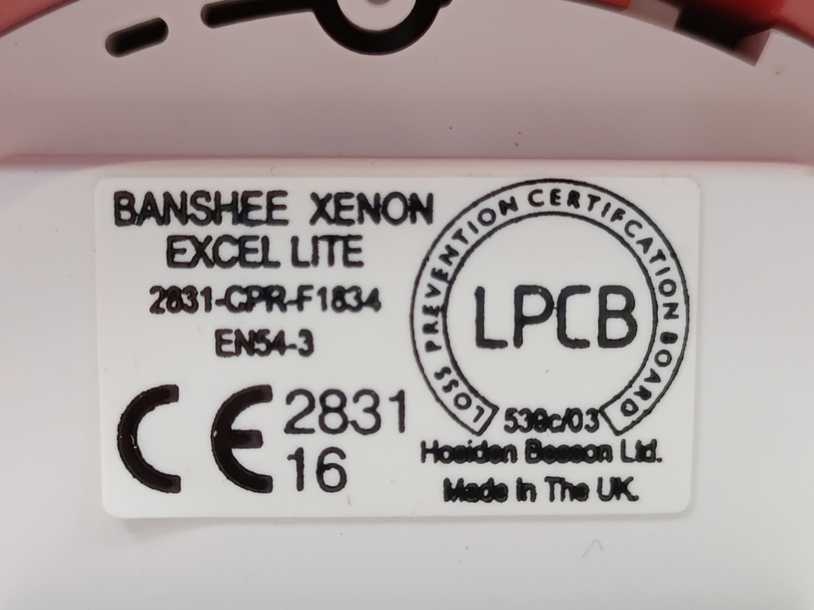 BANSHEE XENON
EXCEL LITE
2831-CPR-F1834
EN54-3
CE 2831
16
LOSS PREVENTION CERTIFCATION BOARD
LPCB
539c/03
Hosiden Besson Ltd.
Made In The UK.